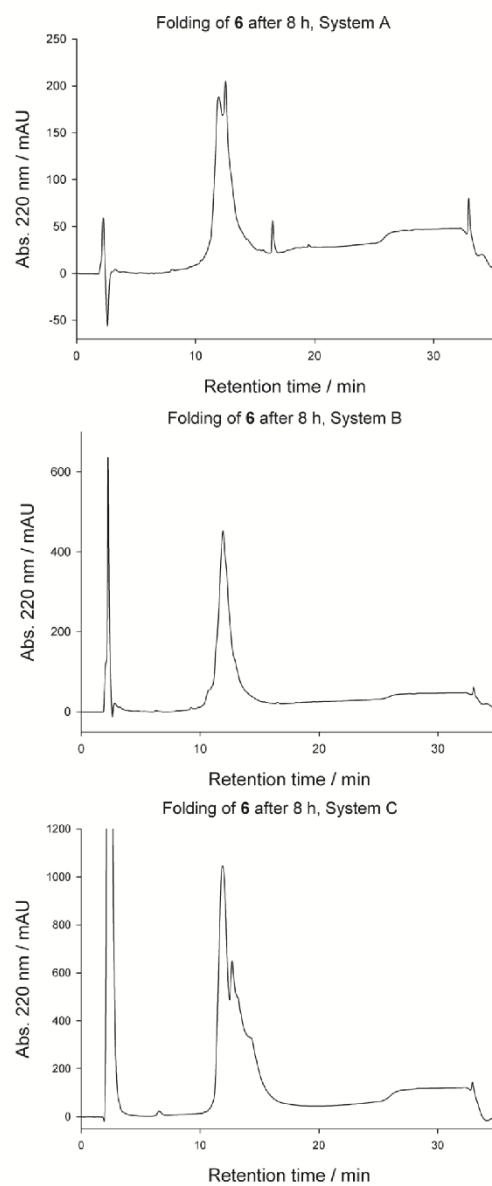 Folding of 6 after 8 h, System A
250
200
150
100
50
0
-50
Abs. 220 nm / mAU
0 10 20 30
Retention time / min
Folding of 6 after 8 h, System B
600
400
200
0
Abs. 220 nm / mAU
0 10 20 30
Retention time / min
Folding of 6 after 8 h, System C
1200
1000
800
600
400
200
0
Abs. 220 nm / mAU
0 10 20 30
Retention time / min